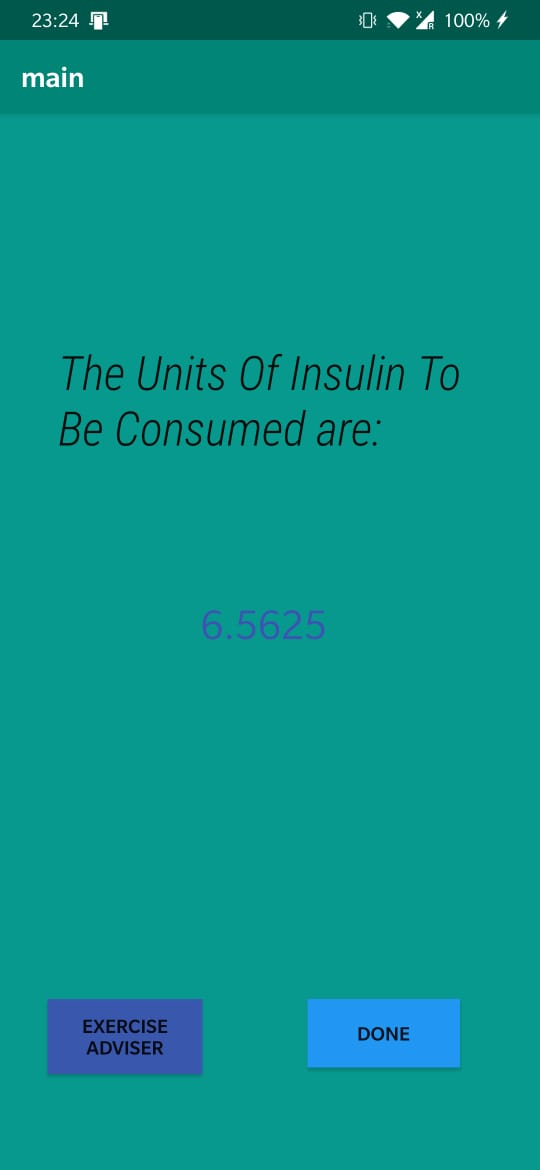 23:24
100%
main
The Units Of Insulin To
Be Consumed are:
6.5625
EXERCISE
ADVISER
DONE